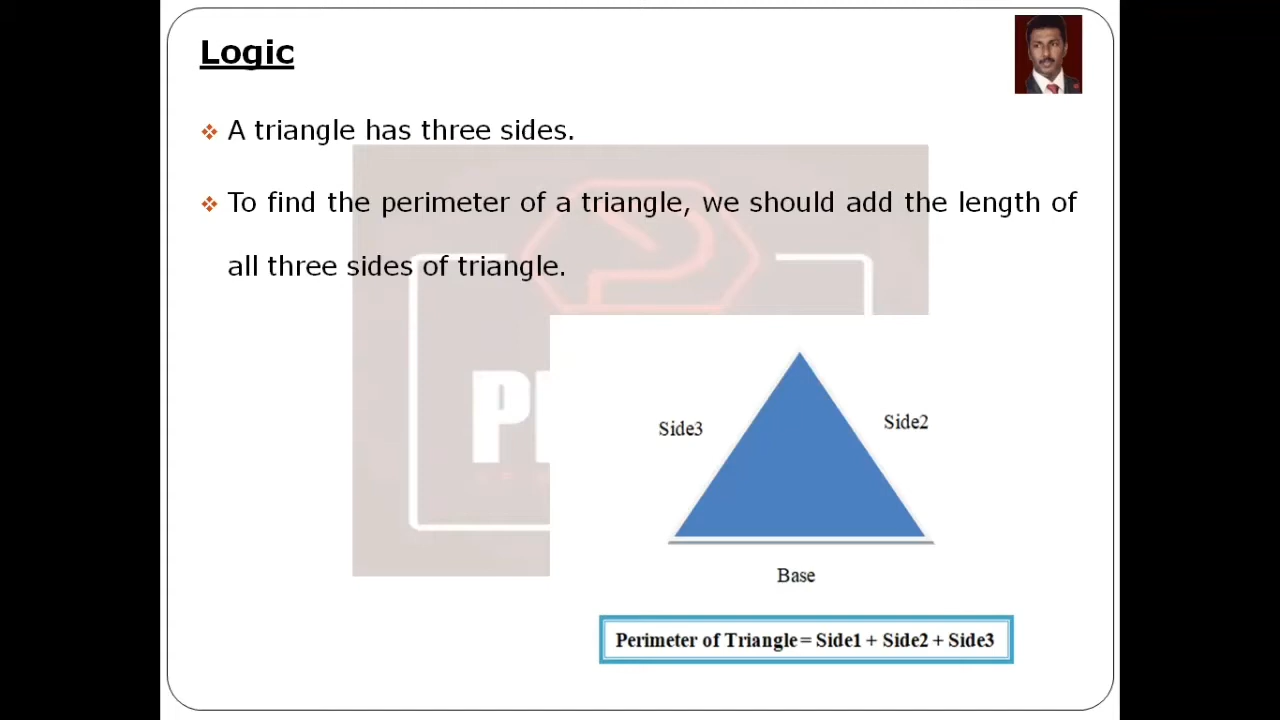 Logic
A triangle has three sides.
To find the perimeter of a triangle, we should add the length of
all three sides of triangle.
Side3
Side2
Base
Perimeter of Triangle = Side1 + Side2 + Side3